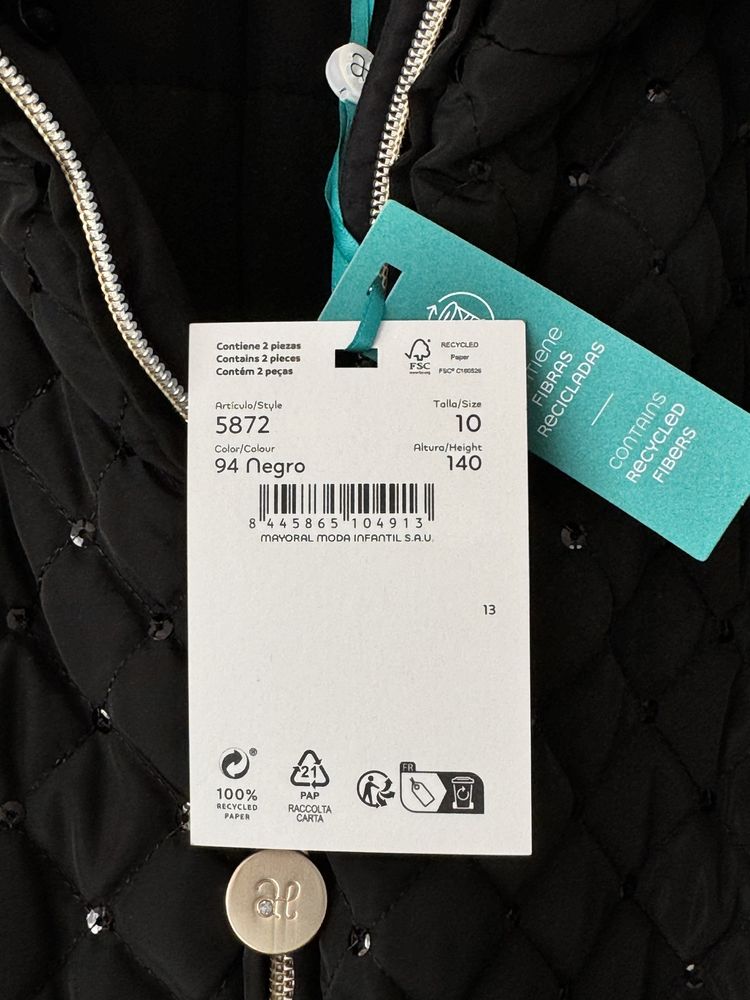 Contiene 2 piezas
Contains 2 pieces
Contém 2 peças
FSC
RECYCLED
Paper
FSC® C160526
Artículo/Style
5872
Talla/Size
10
Color/Colour
94 Negro
Altura/Height
140
8 445865 104913
MAYORAL MODA INFANTIL S.A.U.
13
®
100%
RECYCLED
PAPER
21
PAP
RACCOLTA
CARTA
FR
FIBRAS
RECICLADAS
CONTAINS
RECYCLED
FIBERS